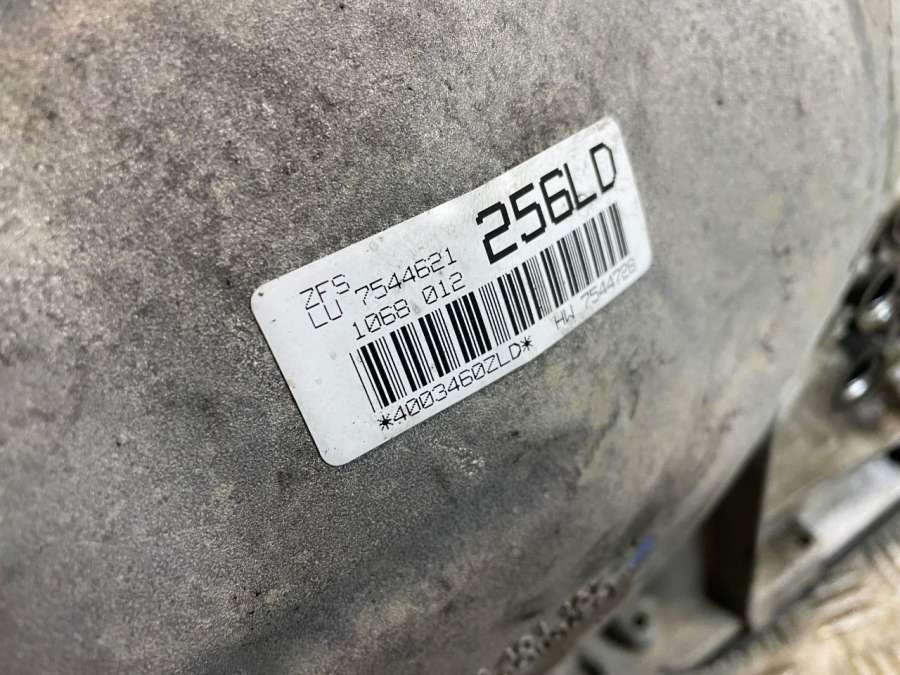 ZFS
LU 7544621
256LD
1068 012
*4003460ZLD*
HW 7544728